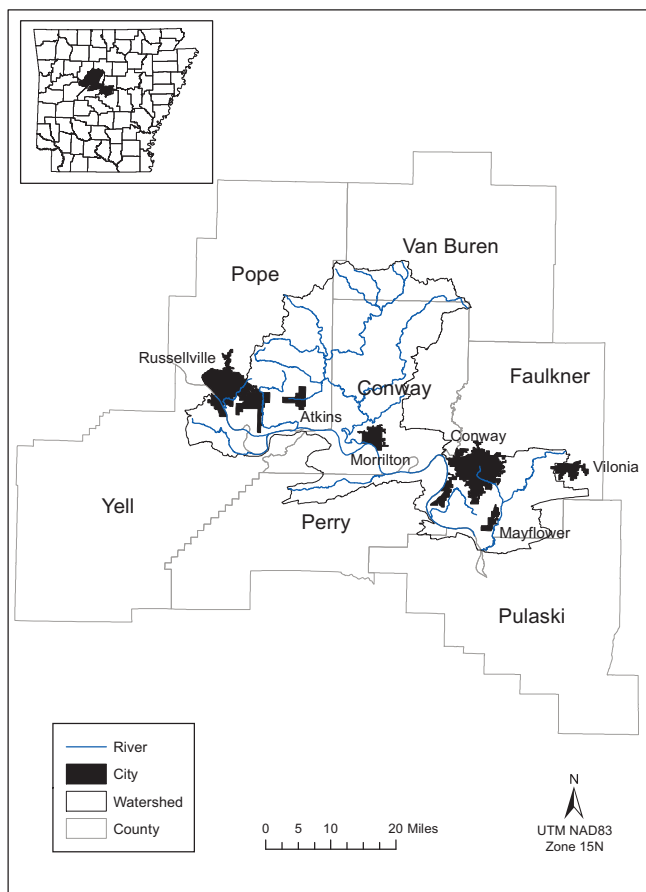 Van Buren
Pope
Russellville
Faulkner
Conway
Atkins
Conway
Morrilton
Vilonia
Yell
Perry
Mayflower
Pulaski
River
City
Watershed
County
0 5 10 20 Miles
N
UTM NAD83
Zone 15N